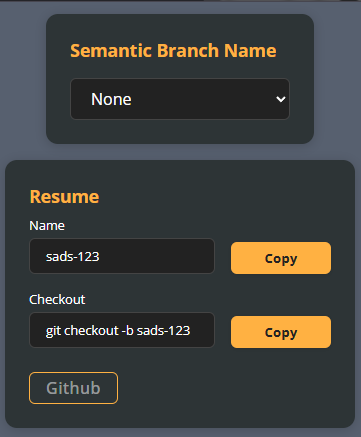 Semantic Branch Name
None
Resume
Name
sads-123
Copy
Checkout
git checkout -b sads-123
Copy
Github